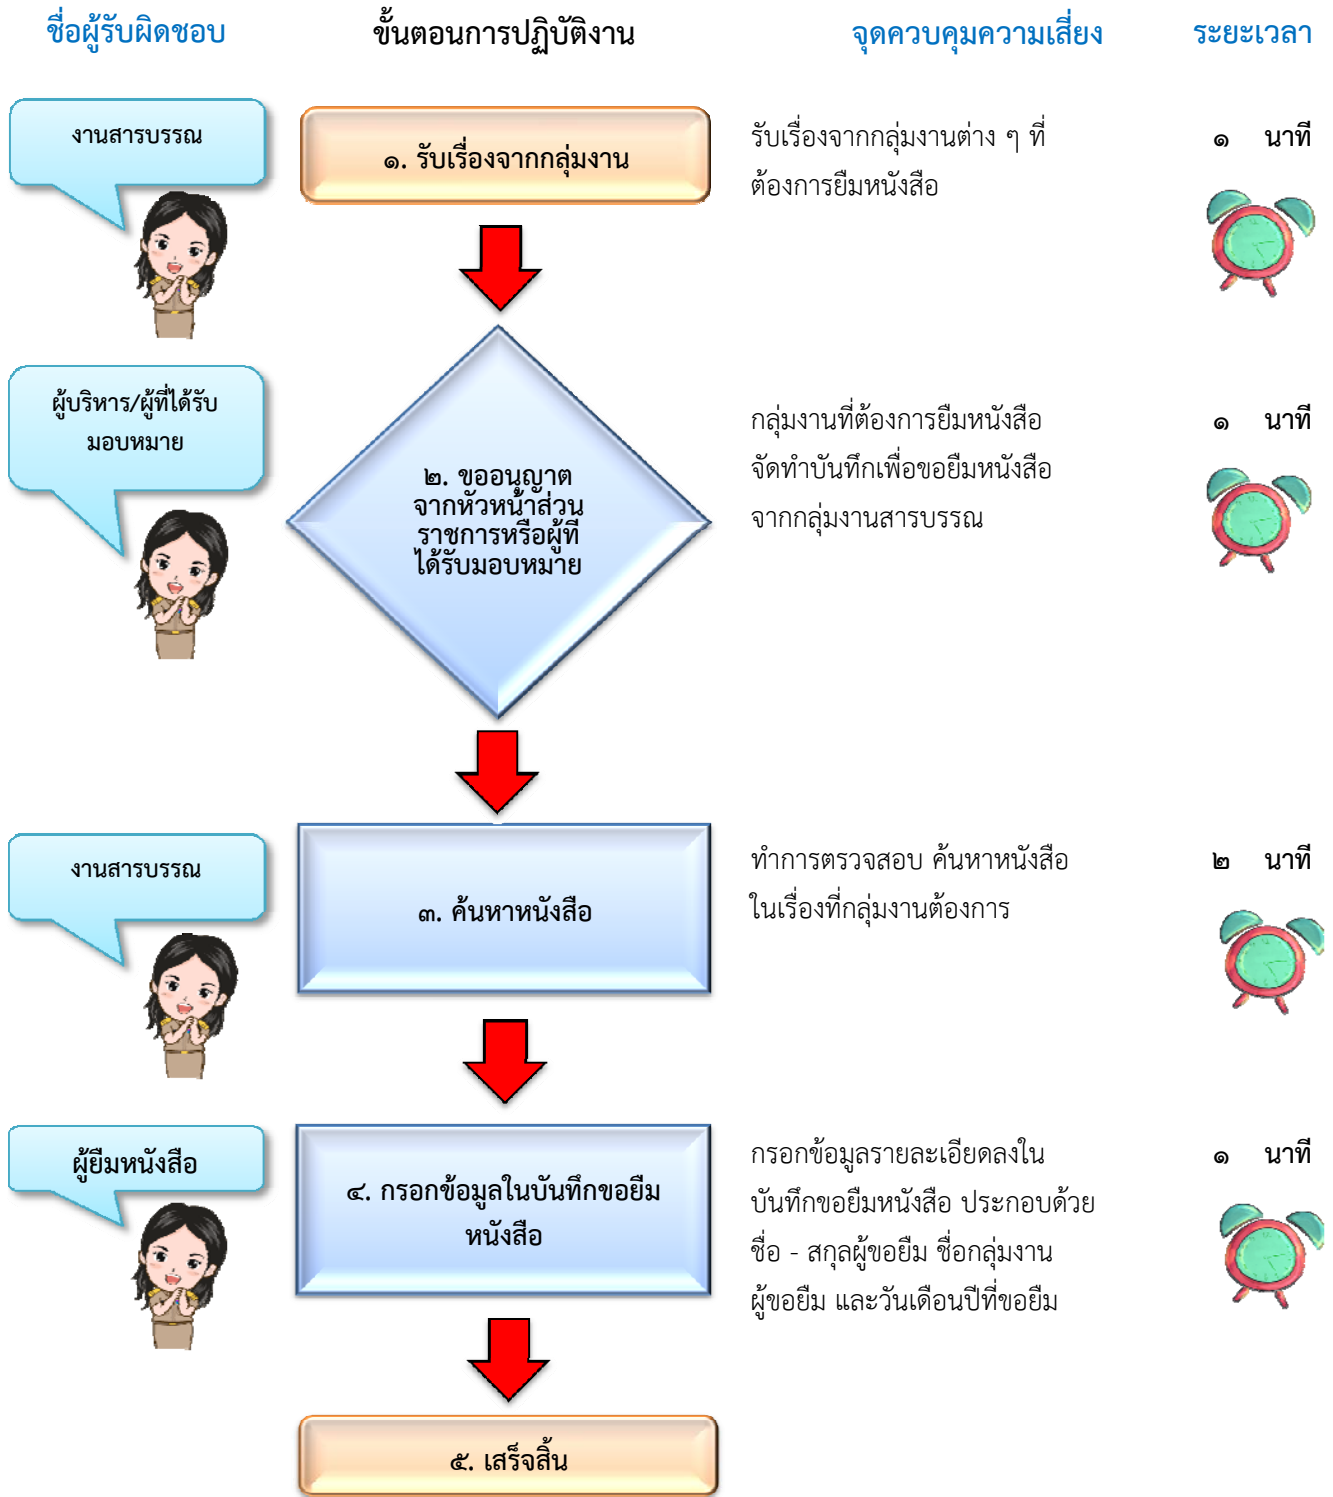 ชื่อผู้รับผิดชอบ ขั้นตอนการปฏิบัติงาน จุดควบคุมความเสี่ยง ระยะเวลา
งานสารบรรณ
๑. รับเรื่องจากกลุ่มงาน
รับเรื่องจากกลุ่มงานต่าง ๆ ที่
ต้องการยืมหนังสือ
๑ นาที
ผู้บริหาร/ผู้ที่ได้รับ
มอบหมาย
๒. ขออนุญาต
จากหัวหน้าส่วน
ราชการหรือผู้ที่
ได้รับมอบหมาย
กลุ่มงานที่ต้องการยืมหนังสือ
จัดทำบันทึกเพื่อขอยืมหนังสือ
จากกลุ่มงานสารบรรณ
๑ นาที
งานสารบรรณ
๓. ค้นหาหนังสือ
ทำการตรวจสอบ ค้นหาหนังสือ
ในเรื่องที่กลุ่มงานต้องการ
๒ นาที
ผู้ยืมหนังสือ
๔. กรอกข้อมูลในบันทึกขอยืม
หนังสือ
กรอกข้อมูลรายละเอียดลงใน
บันทึกขอยืมหนังสือ ประกอบด้วย
ชื่อ - สกุลผู้ขอยืม ชื่อกลุ่มงาน
ผู้ขอยืม และวันเดือนปีที่ขอยืม
๑ นาที
๕. เสร็จสิ้น